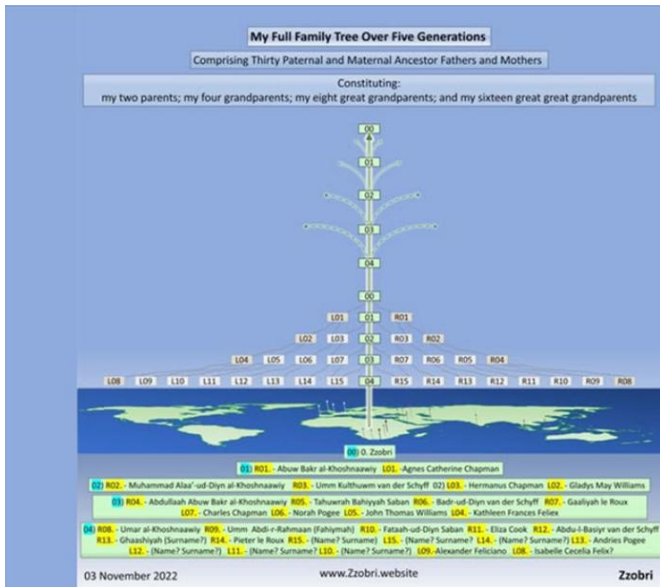 My Full Family Tree Over Five Generations
Comprising Thirty Paternal and Maternal Ancestor Fathers and Mothers
Constituting:
my two parents; my four grandparents; my eight great grandparents; and my sixteen great great grandparents
00
01
02
03
04
00
L01 01 R01
L02 L03 02 R03 R02
L04 L05 L06 L07 03 R07 R06 R05 R04
L08 L09 L10 L11 L12 L13 L14 L15 04 R15 R14 R13 R12 R11 R10 R09 R08
00) 0. Zzobri
01) R01. - Abuw Bakr al-Khoshnaawiy L01. -Agnes Catherine Chapman
02) R02. - Muhammad Alaa'-ud-Diyn al-Khoshnaawiy R03. - Umm Kulthuwm van der Schyff 02) L03. - Hermanus Chapman L02. - Gladys May Williams
03) R04. - Abdullaah Abuw Bakr al-Khoshnaawiy R05. - Tahuwrah Bahiyyah Saban R06. - Badr-ud-Diyn van der Schyff R07. - Gaaliyah le Roux
L07. - Charles Chapman L06. - Norah Pogee L05. - John Thomas Williams L04. - Kathleen Frances Feliex
04) R08. - Umar al-Khoshnaawiy R09. - Umm Abdi-r-Rahmaan (Fahiymah) R10. - Fataah-ud-Diyn Saban R11. - Eliza Cook R12. - Abdu-l-Basiyr van der Schyff
R13. - Ghaashiyah (Surname?) R14. - Pieter le Roux R15. - (Name? Surname) L15. - (Name? Surname?) L14. - (Name? Surname?) L13. - Andries Pogee
L12. - (Name? Surname?) L11. - (Name? Surname?) L10. - (Name? Surname?) L09.-Alexander Feliciano L08. - Isabelle Cecelia Felix?
03 November 2022 www.Zzobri.website Zzobri